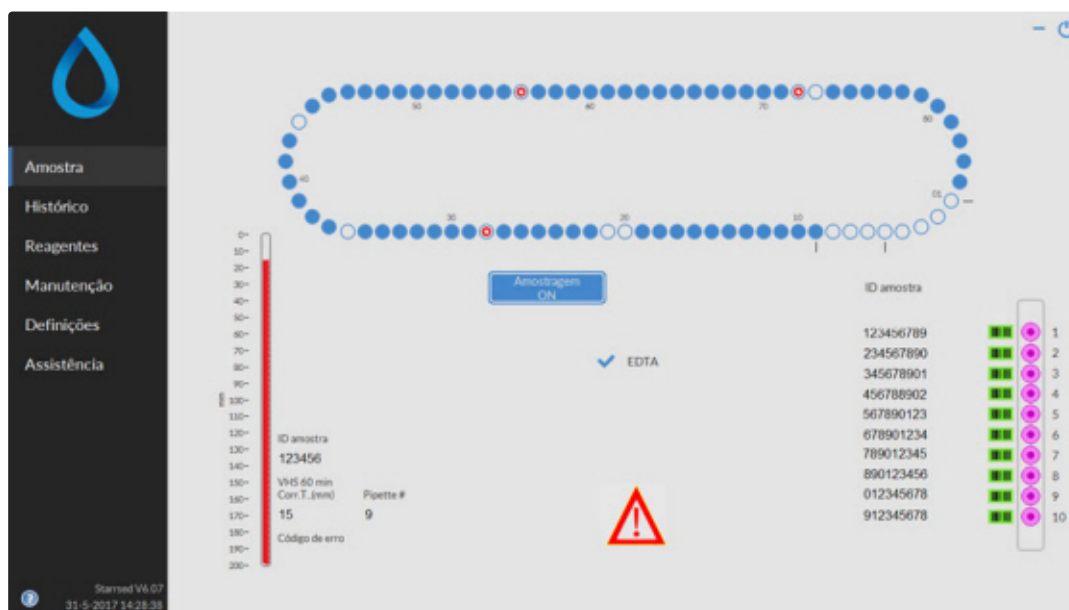 Amostra
Histórico
Reagentes
Manutenção
Definições
Assistência
Starrsed V6.07
31-5-2017 14:28:38
50
60
70
80
40
30
20
10
01
Amostragem
ON
EDTA
mm
0
10
20
30
40
50
60
70
80
90
100
110
120
130
140
150
160
170
180
190
200
ID amostra
123456
VHS 60 min
Corr.T..(mm) Pipette #
15 9
Código de erro
ID amostra
123456789 1
234567890 2
345678901 3
456788902 4
567890123 5
678901234 6
789012345 7
890123456 8
012345678 9
912345678 10